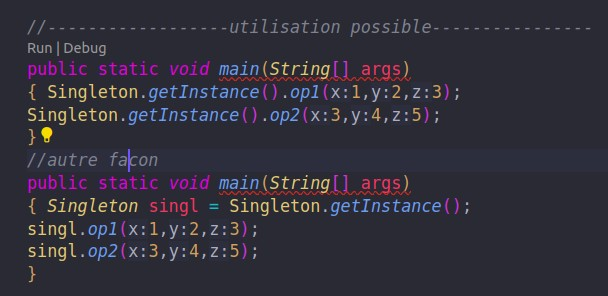 //------------------utilisation possible----------------
Run | Debug
public static void main(String[] args)
{ Singleton.getInstance().op1(x:1,y:2,z:3);
Singleton.getInstance().op2(x:3,y:4,z:5);
}
//autre facon
public static void main(String[] args)
{ Singleton singl = Singleton.getInstance();
singl.op1(x:1,y:2,z:3);
singl.op2(x:3,y:4,z:5);
}